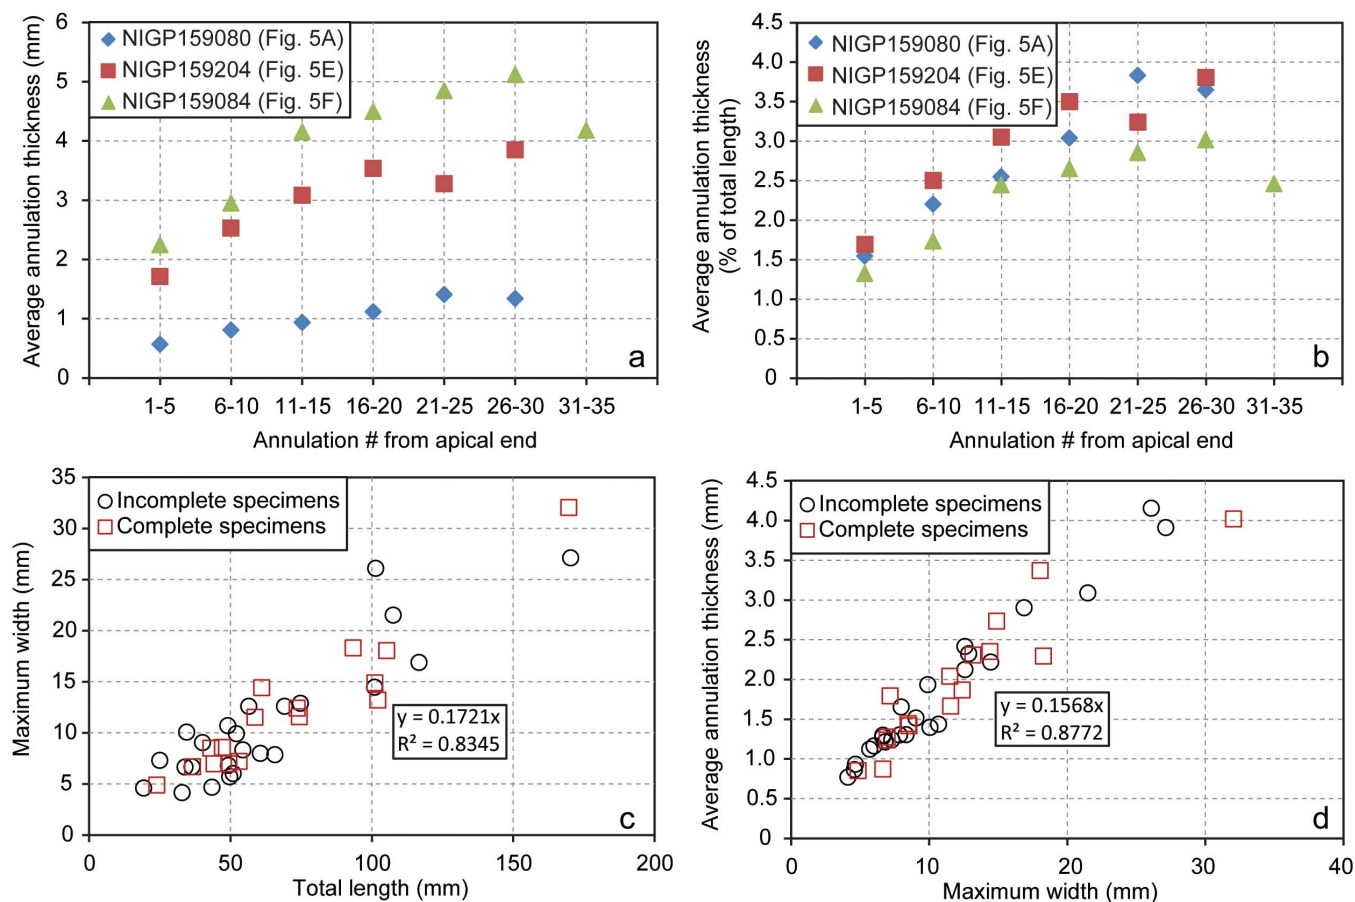 Average annulation thickness (mm)
6
5
4
3
2
1
0
NIGP159080 (Fig. 5A)
NIGP159204 (Fig. 5E)
NIGP159084 (Fig. 5F)
a
1-5 6-10 11-15 16-20 21-25 26-30 31-35
Annulation # from apical end
Average annulation thickness
(% of total length)
4.5
4.0
3.5
3.0
2.5
2.0
1.5
1.0
0.5
0
NIGP159080 (Fig. 5A)
NIGP159204 (Fig. 5E)
NIGP159084 (Fig. 5F)
b
1-5 6-10 11-15 16-20 21-25 26-30 31-35
Annulation # from apical end
Maximum width (mm)
35
30
25
20
15
10
5
0
Incomplete specimens
Complete specimens
y = 0.1721x
R² = 0.8345
c
0 50 100 150 200
Total length (mm)
Average annulation thickness (mm)
4.5
4.0
3.5
3.0
2.5
2.0
1.5
1.0
0.5
0
Incomplete specimens
Complete specimens
y = 0.1568x
R² = 0.8772
d
0 10 20 30 40
Maximum width (mm)